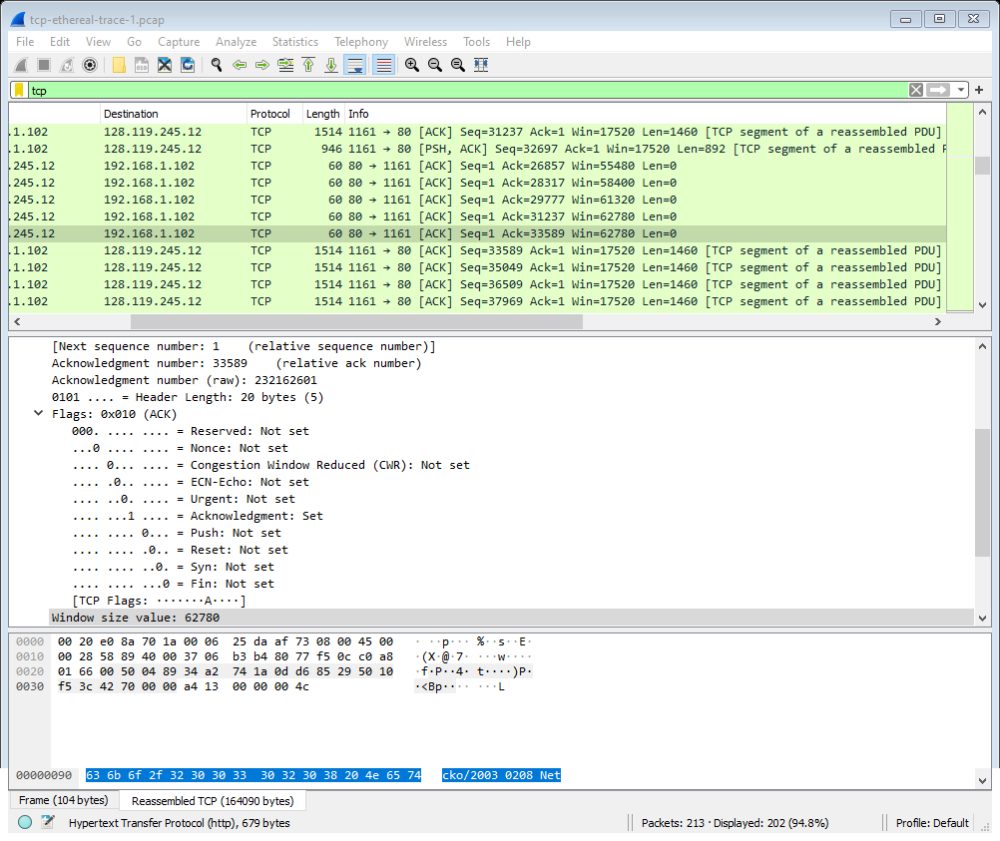 tcp-ethereal-trace-1.pcap
File Edit View Go Capture Analyze Statistics Telephony Wireless Tools Help
tcp
Destination Protocol Length Info
.1.102 128.119.245.12 TCP 1514 1161 → 80 [ACK] Seq=31237 Ack=1 Win=17520 Len=1460 [TCP segment of a reassembled PDU]
.1.102 128.119.245.12 TCP 946 1161 → 80 [PSH, ACK] Seq=32697 Ack=1 Win=17520 Len=892 [TCP segment of a reassembled
.245.12 192.168.1.102 TCP 60 80 → 1161 [ACK] Seq=1 Ack=26857 Win=55480 Len=0
.245.12 192.168.1.102 TCP 60 80 → 1161 [ACK] Seq=1 Ack=28317 Win=58400 Len=0
.245.12 192.168.1.102 TCP 60 80 → 1161 [ACK] Seq=1 Ack=29777 Win=61320 Len=0
.245.12 192.168.1.102 TCP 60 80 → 1161 [ACK] Seq=1 Ack=31237 Win=62780 Len=0
.245.12 192.168.1.102 TCP 60 80 → 1161 [ACK] Seq=1 Ack=33589 Win=62780 Len=0
.1.102 128.119.245.12 TCP 1514 1161 → 80 [ACK] Seq=33589 Ack=1 Win=17520 Len=1460 [TCP segment of a reassembled PDU]
.1.102 128.119.245.12 TCP 1514 1161 → 80 [ACK] Seq=35049 Ack=1 Win=17520 Len=1460 [TCP segment of a reassembled PDU]
.1.102 128.119.245.12 TCP 1514 1161 → 80 [ACK] Seq=36509 Ack=1 Win=17520 Len=1460 [TCP segment of a reassembled PDU]
.1.102 128.119.245.12 TCP 1514 1161 → 80 [ACK] Seq=37969 Ack=1 Win=17520 Len=1460 [TCP segment of a reassembled PDU]
[Next sequence number: 1 (relative sequence number)]
Acknowledgment number: 33589 (relative ack number)
Acknowledgment number (raw): 232162601
0101 .... = Header Length: 20 bytes (5)
Flags: 0x010 (ACK)
000. .... .... = Reserved: Not set
...0 .... .... = Nonce: Not set
.... 0... .... = Congestion Window Reduced (CWR): Not set
.... .0.. .... = ECN-Echo: Not set
.... ..0. .... = Urgent: Not set
.... ...1 .... = Acknowledgment: Set
.... .... 0... = Push: Not set
.... .... .0.. = Reset: Not set
.... .... ..0. = Syn: Not set
.... .... ...0 = Fin: Not set
[TCP Flags: ·······A····]
Window size value: 62780
0000 00 20 e0 8a 70 1a 00 06 25 da af 73 08 00 45 00 · ··p··· %··s··E·
0010 00 28 58 89 40 00 37 06 b3 b4 80 77 f5 0c c0 a8 ·(X·@·7· ···w····
0020 01 66 00 50 04 89 34 a2 74 1a 0d d6 85 29 50 10 ·f·P··4· t····)P·
0030 f5 3c 42 70 00 00 a4 13 00 00 00 4c ·<Bp···· ···L
00000090 63 6b 6f 2f 32 30 30 33 30 32 30 38 20 4e 65 74 cko/2003 0208 Net
Frame (104 bytes) Reassembled TCP (164090 bytes)
Hypertext Transfer Protocol (http), 679 bytes Packets: 213 · Displayed: 202 (94.8%) Profile: Default